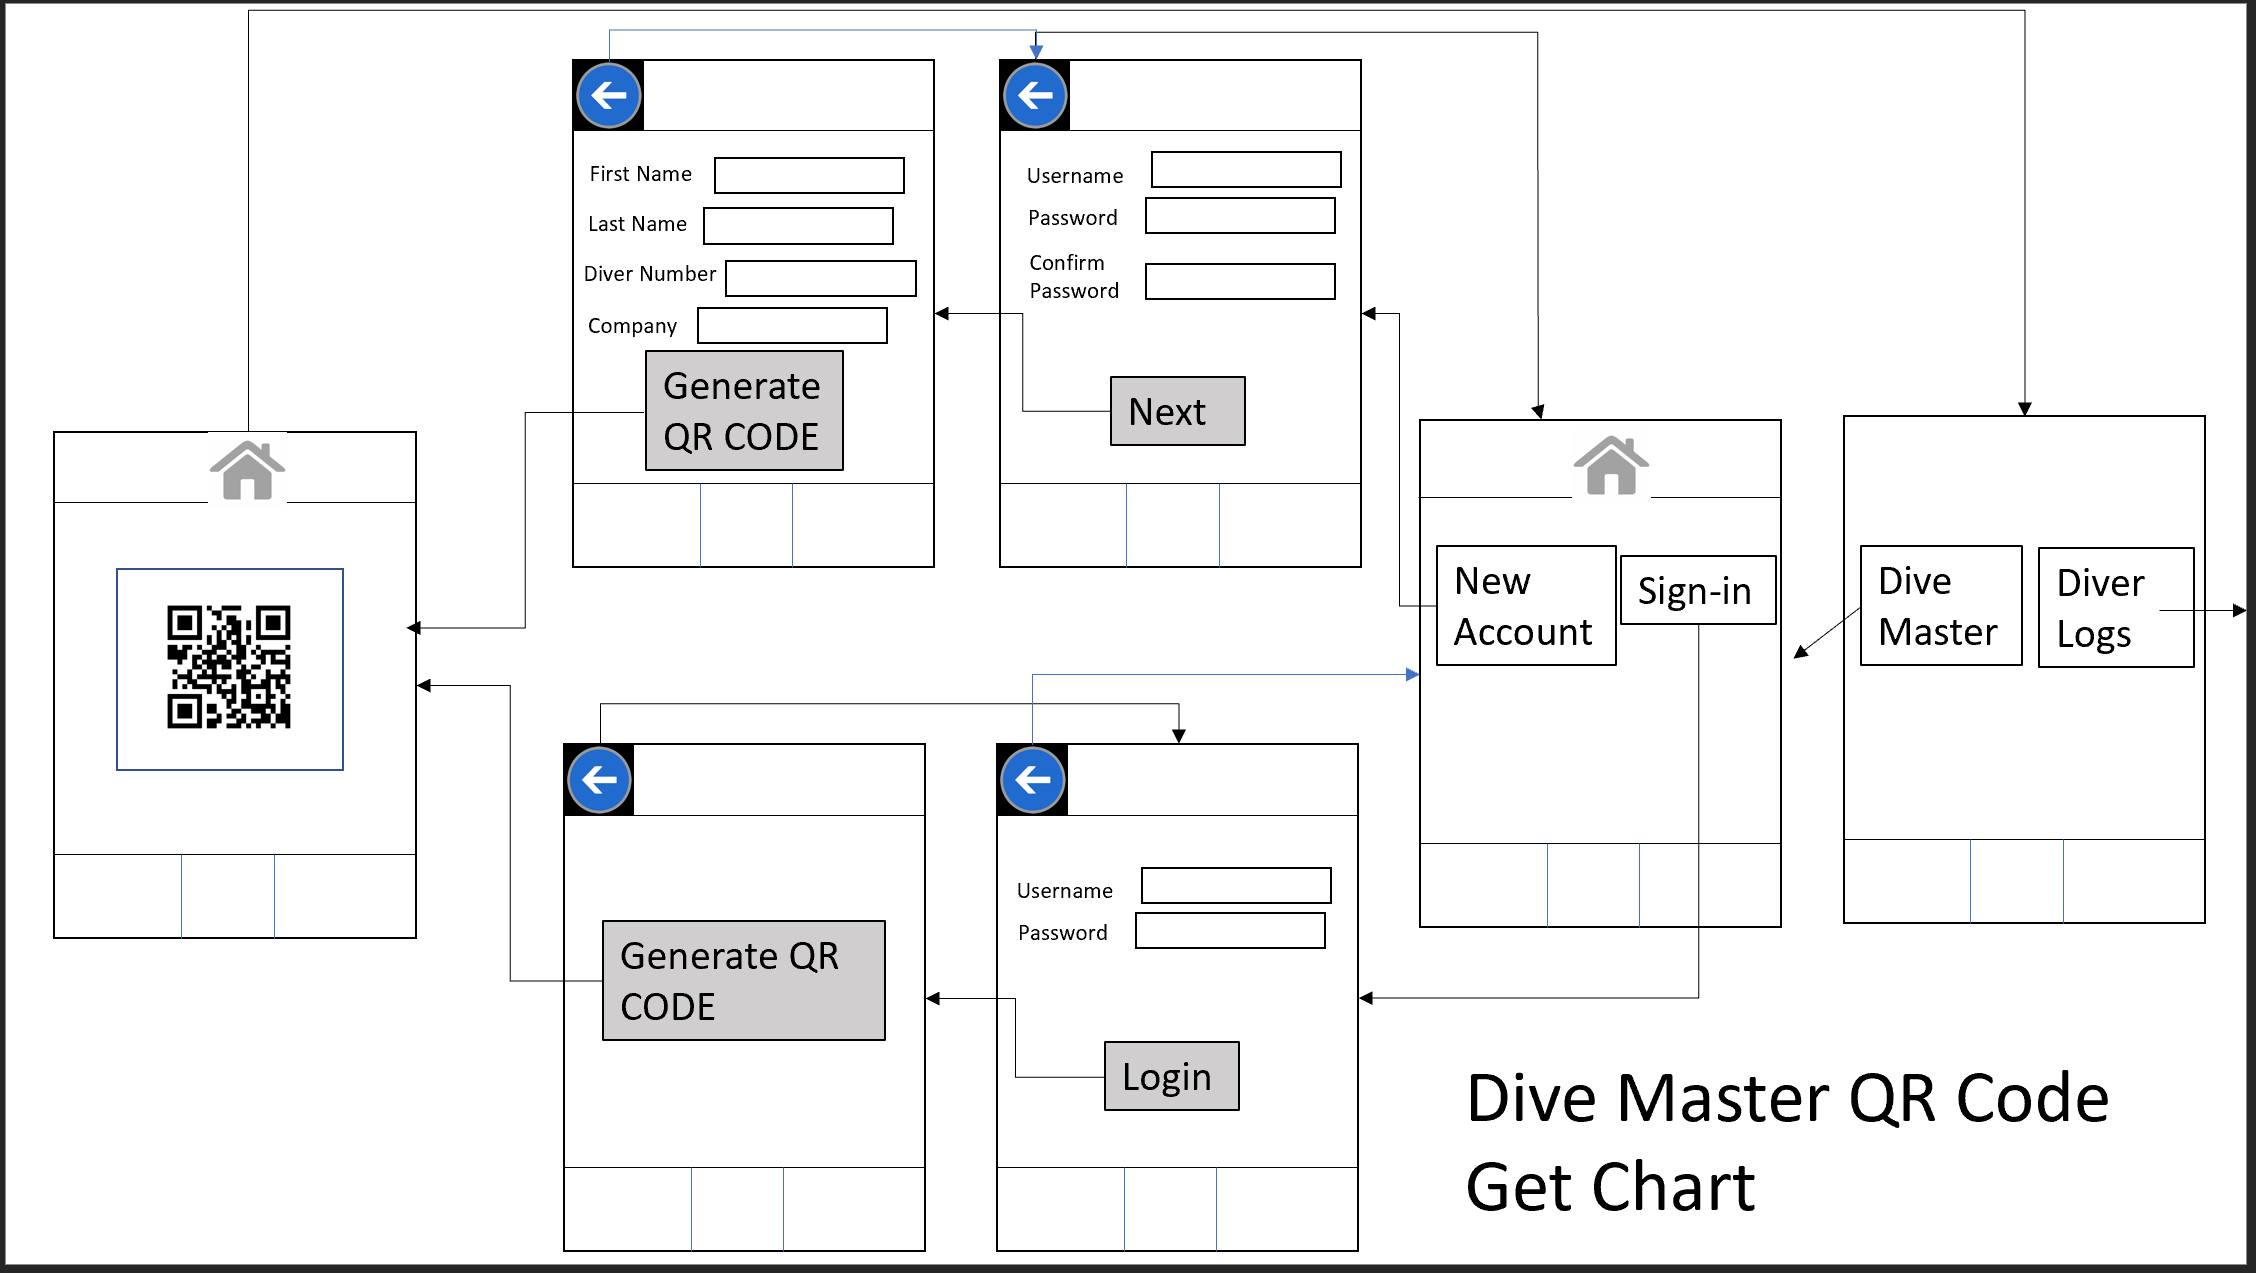 First Name
Last Name
Diver Number
Company
Generate
QR CODE
Username
Password
Confirm
Password
Next
New
Account
Sign-in
Dive
Master
Diver
Logs
Generate QR
CODE
Username
Password
Login
Dive Master QR Code
Get Chart